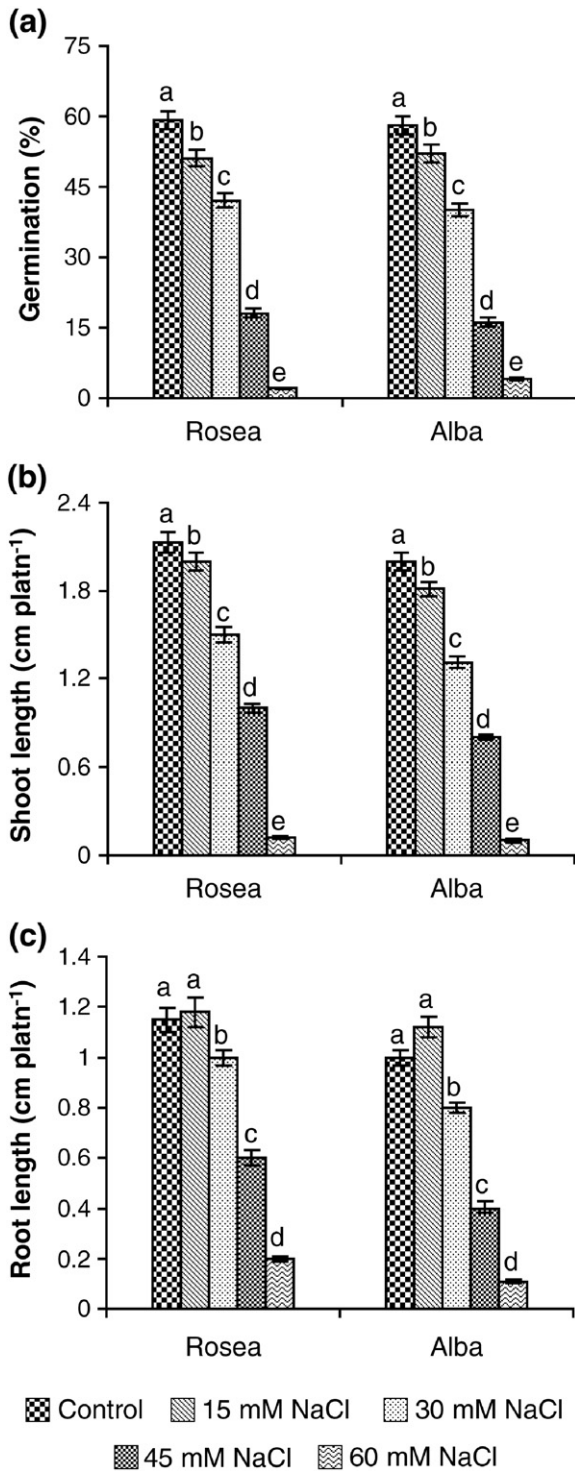 (a)
Germination (%)
75
60
45
30
15
0
a
b
c
d
e
a
b
c
d
e
Rosea
Alba
(b)
Shoot length (cm platn-1)
2.4
1.8
1.2
0.6
0
a
b
c
d
e
a
b
c
d
e
Rosea
Alba
(c)
Root length (cm platn-1)
1.4
1.2
1
0.8
0.6
0.4
0.2
0
a
a
b
c
d
a
a
b
c
d
Rosea
Alba
Control 15 mM NaCl 30 mM NaCl
45 mM NaCl 60 mM NaCl